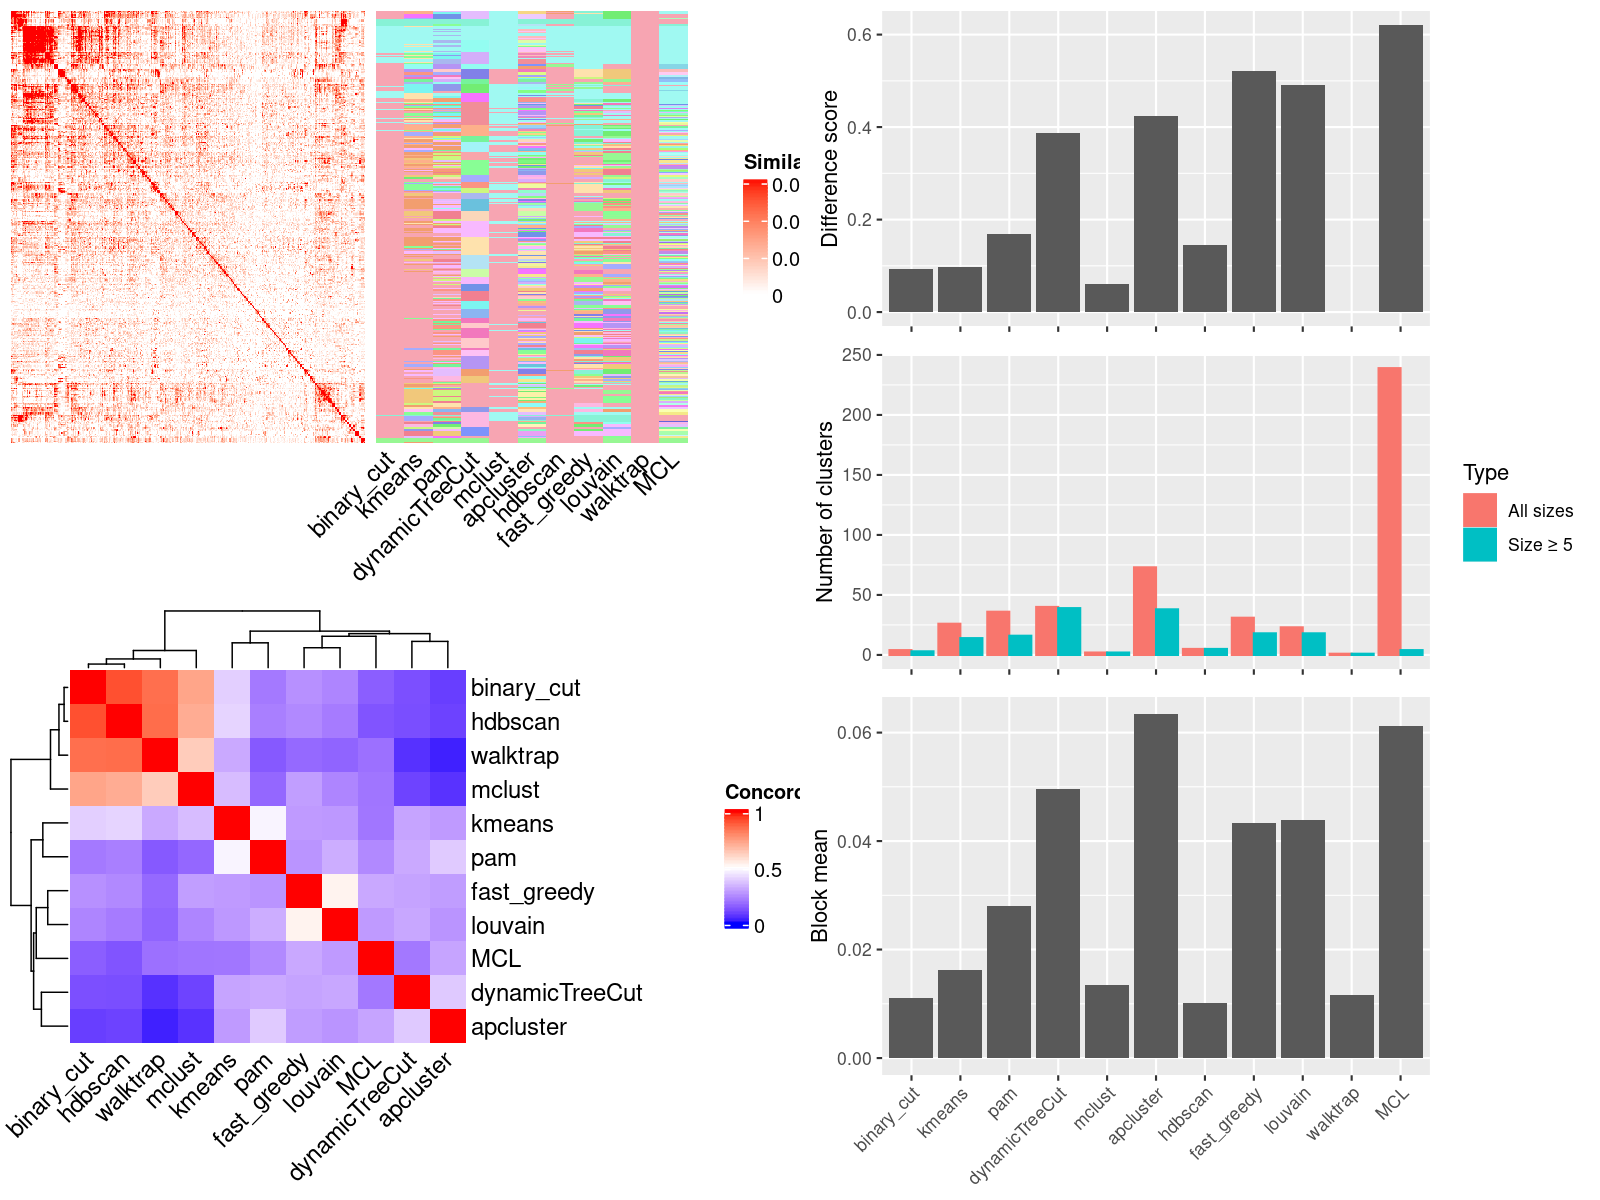 Simila
0.0
0.0
0.0
0
binary_cut
kmeans
pam
dynamicTreeCut
mclust
apcluster
hdbscan
fast_greedy
louvain
walktrap
MCL
binary_cut
hdbscan
walktrap
mclust
kmeans
pam
fast_greedy
louvain
MCL
dynamicTreeCut
apcluster
binary_cut
hdbscan
walktrap
mclust
kmeans
pam
fast_greedy
louvain
MCL
dynamicTreeCut
apcluster
Concord
1
0.5
0
Difference score
0.6
0.4
0.2
0.0
Number of clusters
250
200
150
100
50
0
Type
All sizes
Size ≥ 5
Block mean
0.06
0.04
0.02
0.00
binary_cut
kmeans
pam
dynamicTreeCut
mclust
apcluster
hdbscan
fast_greedy
louvain
walktrap
MCL